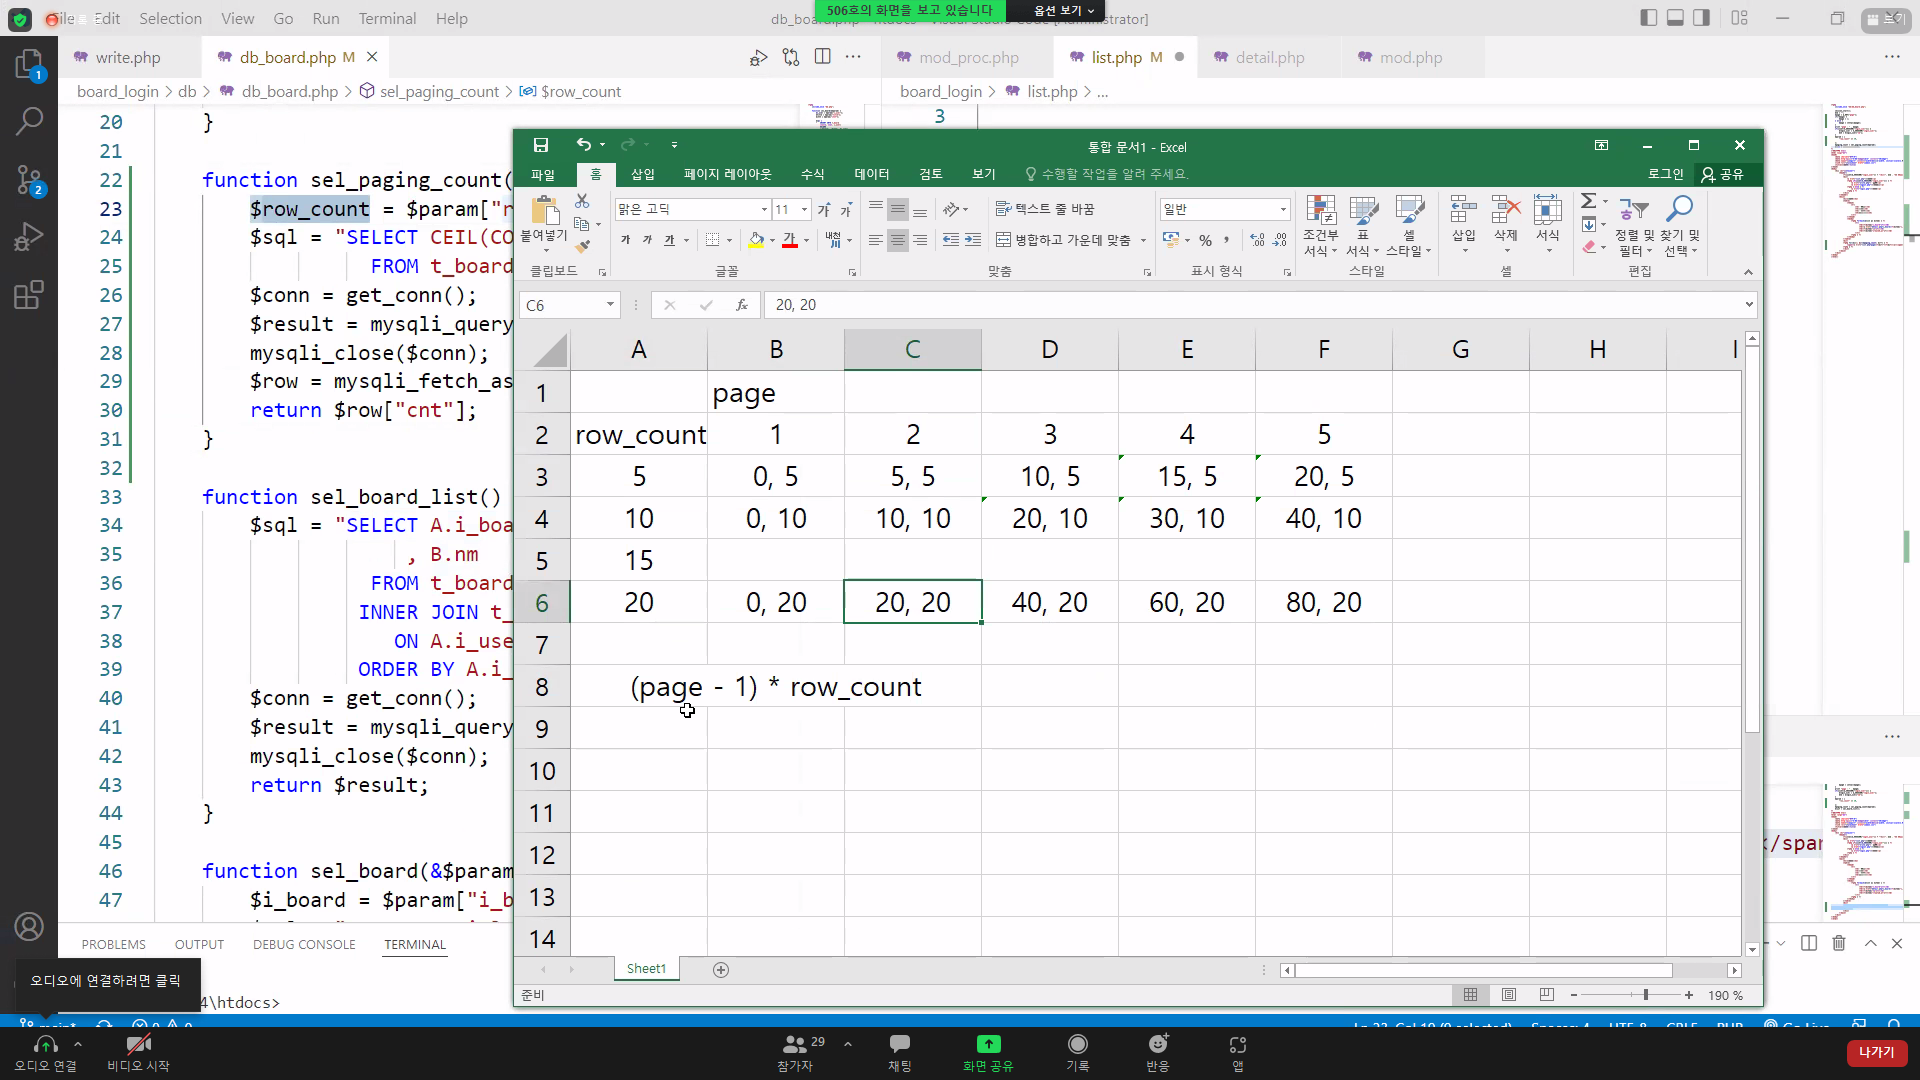 File Edit Selection View Go Run Terminal Help
506호의 화면을 보고 있습니다
옵션 보기
보기
write.php
db_board.php M
mod_proc.php
list.php M
detail.php
mod.php
board_login > db > db_board.php > sel_paging_count > $row_count
board_login > list.php > ...
3
20 }
21
22 function sel_paging_count(
23 $row_count = $param["r
24 $sql = "SELECT CEIL(CO
25 FROM t_board
26 $conn = get_conn();
27 $result = mysqli_query
28 mysqli_close($conn);
29 $row = mysqli_fetch_as
30 return $row["cnt"];
31 }
32
33 function sel_board_list()
34 $sql = "SELECT A.i_boa
35 , B.nm
36 FROM t_board
37 INNER JOIN t_
38 ON A.i_use
39 ORDER BY A.i_
40 $conn = get_conn();
41 $result = mysqli_query
42 mysqli_close($conn);
43 return $result;
44 }
45
46 function sel_board(&$param
47 $i_board = $param["i_b
</spar
통합 문서1 - Excel
파일 홈 삽입 페이지 레이아웃 수식 데이터 검토 보기 수행할 작업을 알려 주세요. 로그인 공유
붙여넣기
맑은 고딕 11
가 가 가
텍스트 줄 바꿈
병합하고 가운데 맞춤
일반
조건부 서식
표 서식
셀 스타일
삽입 삭제 서식
정렬 및 필터
찾기 및 선택
클립보드 글꼴 맞춤 표시 형식 스타일 셀 편집
C6 fx 20, 20
A B C D E F G H I
1 page
2 row_count 1 2 3 4 5
3 5 0, 5 5, 5 10, 5 15, 5 20, 5
4 10 0, 10 10, 10 20, 10 30, 10 40, 10
5 15
6 20 0, 20 20, 20 40, 20 60, 20 80, 20
7
8 (page - 1) * row_count
9
10
11
12
13
14
Sheet1
준비
190 %
PROBLEMS OUTPUT DEBUG CONSOLE TERMINAL
오디오에 연결하려면 클릭
4\htdocs>
오디오 연결
비디오 시작
참가자 29
채팅
화면 공유
기록
반응
앱
나가기